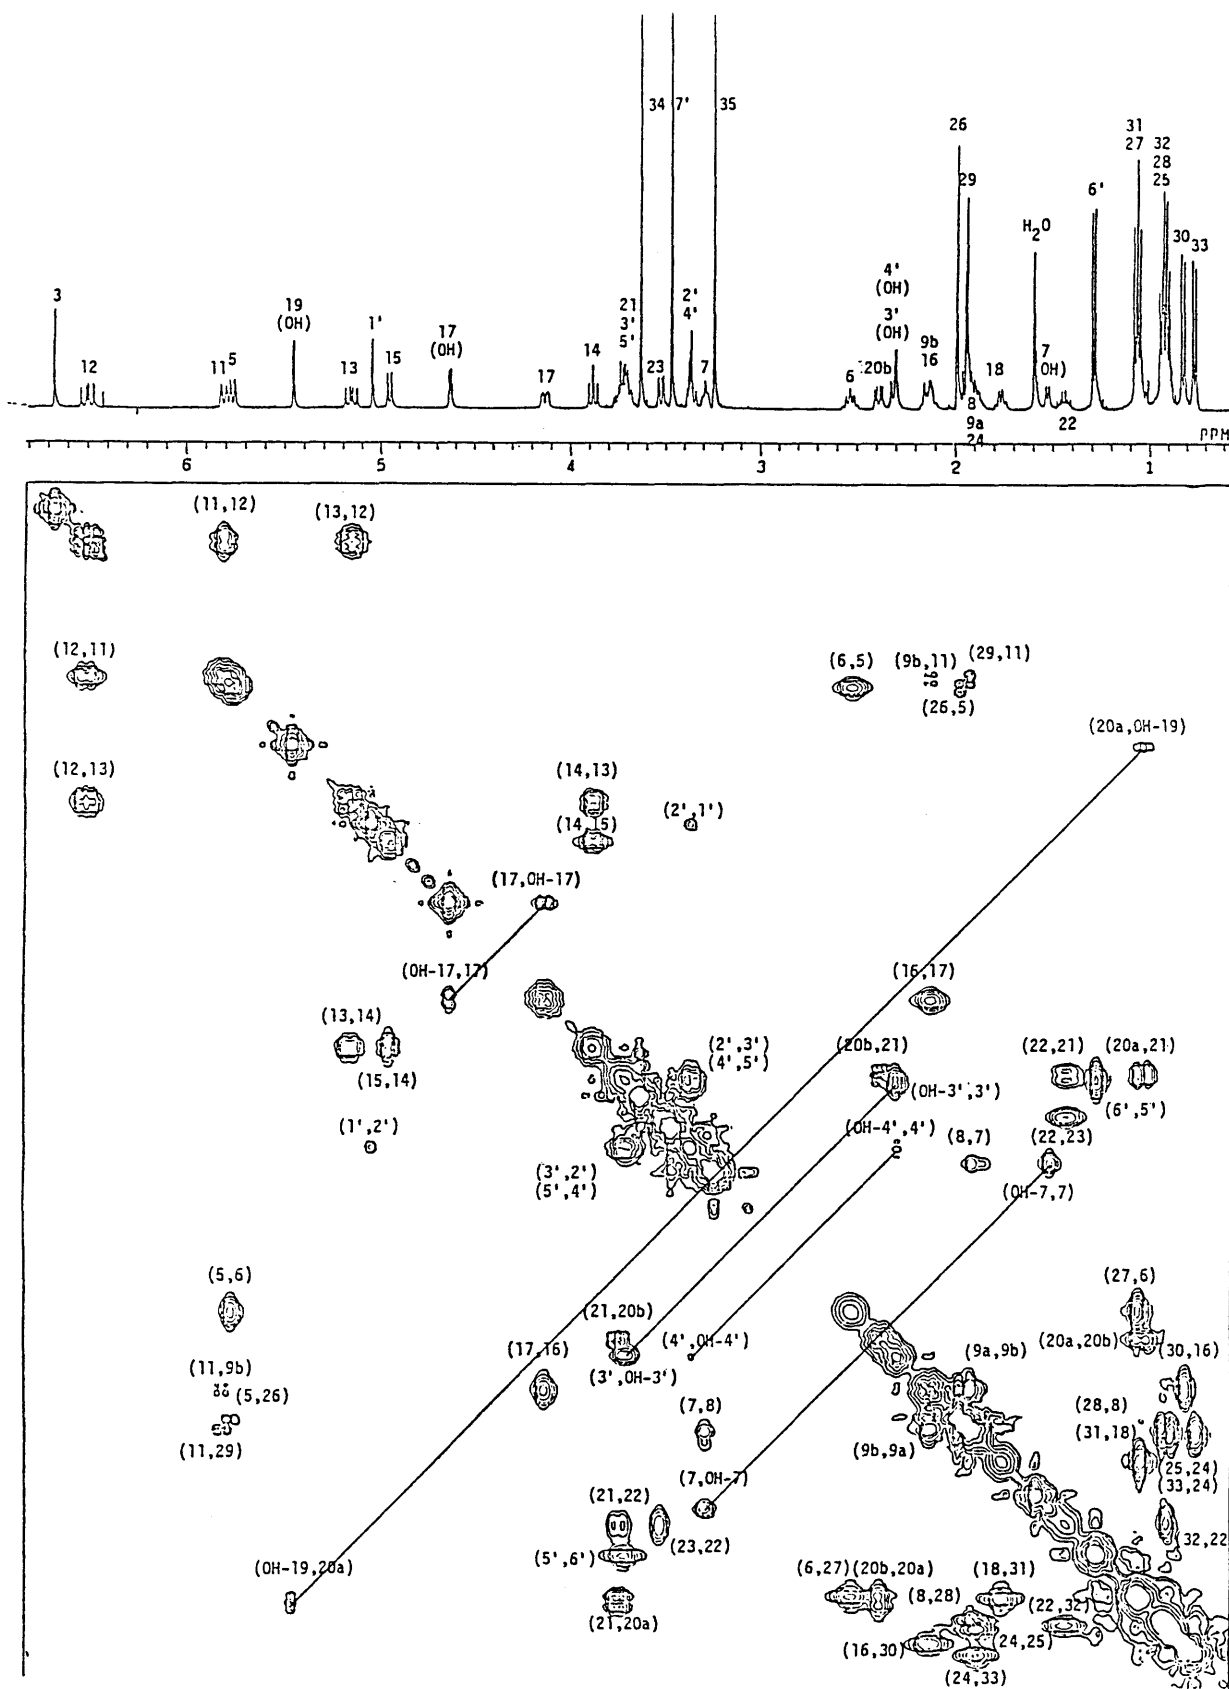 34 7' 35
26 31 32
27 28
29 25
6'
H2O
30 33
4'
(OH)
3'
(OH)
3
19
(OH)
1'
17
(OH)
21
3'
5'
2'
4'
9b
16
7
OH)
12 11 5 13 15 17 14 23 7 6 (20b 18
8
9a
24
22
PPM
6 5 4 3 2 1
(11,12) (13,12)
(12,11) (6,5) (9b,11) (29,11)
(26,5)
(20a,OH-19)
(12,13) (14,13)
(14, 5) (2',1')
(17,OH-17)
(OH-17,17) (16,17)
(13,14) (2',3') (20b,21) (22,21) (20a,21)
(4',5')
(15,14) (OH-3',3') (6',5')
(1',2') (OH-4',4') (8,7) (22,23)
(3',2') (OH-7,7)
(5',4')
(5,6) (27,6)
(21,20b)
(17,16) (4',OH-4') (9a,9b) (20a,20b) (30,16)
(3',OH-3')
(11,9b) (5,26) (7,8) (28,8)
(11,29) (9b,9a) (31,18)
(25,24)
(7,OH-7) (33,24)
(21,22)
(5',6') (23,22) 32,22
(OH-19,20a) (6,27) (20b,20a) (18,31)
(8,28) (22,32)
(21,20a) (16,30) 24,25)
(24,33)